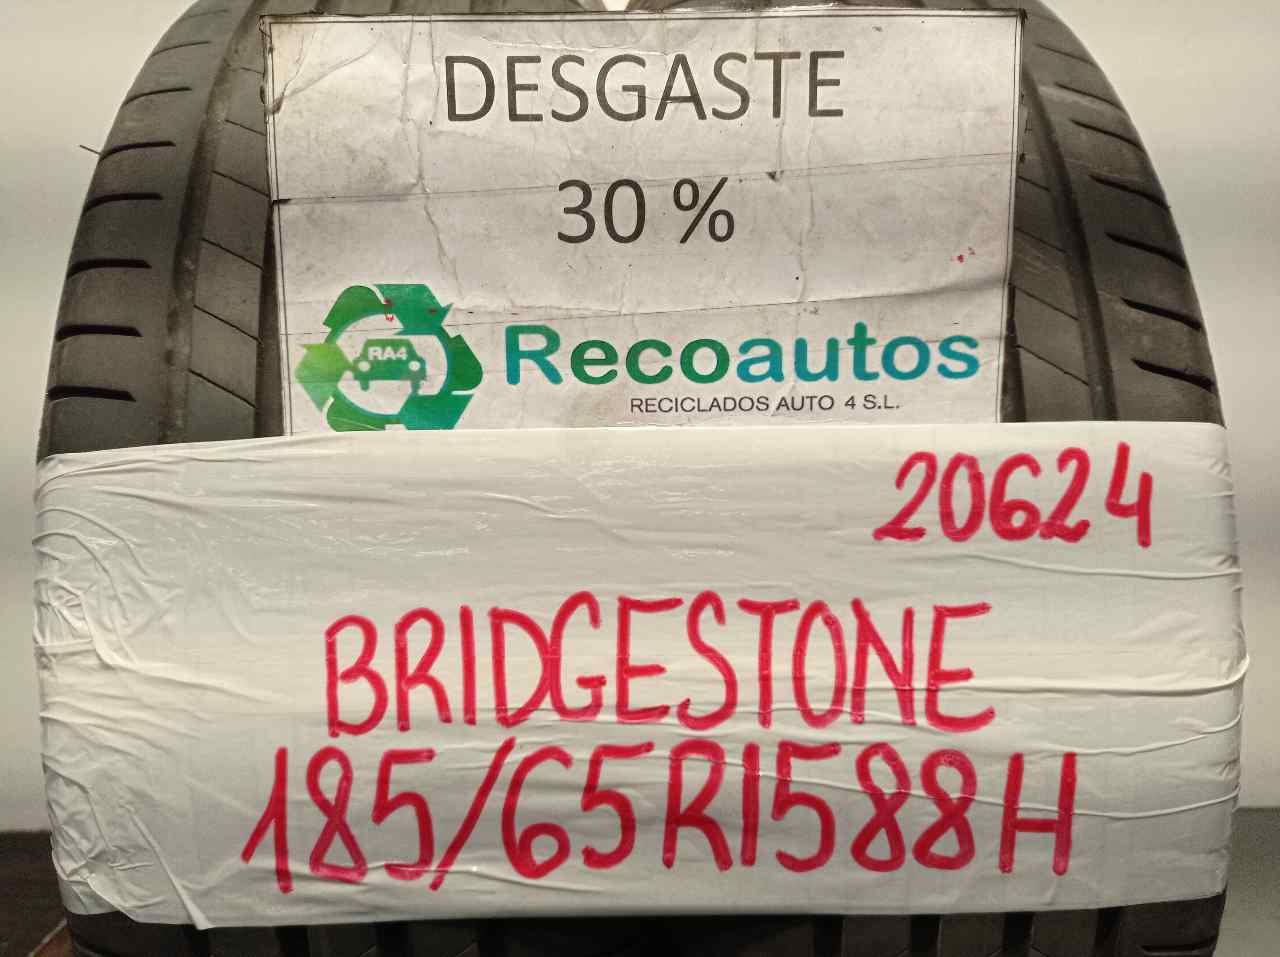 DESGASTE
30 %
RA4
Recoautos
RECICLADOS AUTO 4 S.L.
20624
BRIDGESTONE
185/65R1588H